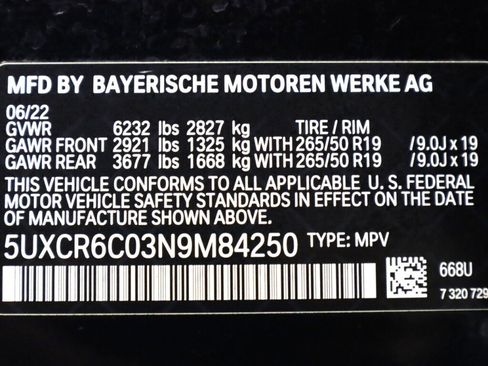 MFD BY BAYERISCHE MOTOREN WERKE AG
06/22
GVWR 6232 lbs 2827 kg TIRE / RIM
GAWR FRONT 2921 lbs 1325 kg WITH 265/50 R19 / 9.0J x 19
GAWR REAR 3677 lbs 1668 kg WITH 265/50 R19 / 9.0J x 19
THIS VEHICLE CONFORMS TO ALL APPLICABLE U. S. FEDERAL
MOTOR VEHICLE SAFETY STANDARDS IN EFFECT ON THE DATE
OF MANUFACTURE SHOWN ABOVE.
5UXCR6C03N9M84250 TYPE: MPV
668U
7 320 729